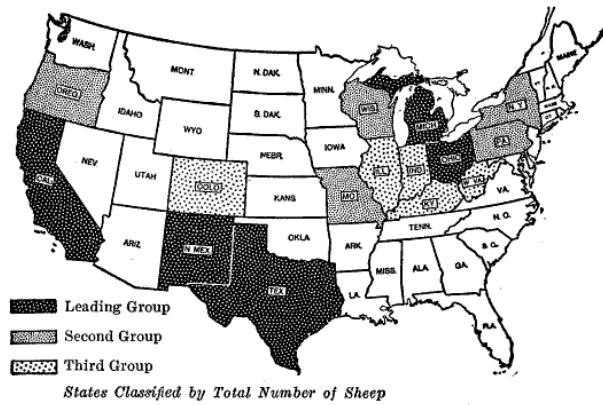 WASH.
MONT
N. DAK.
MINN.
MAINE
OREG.
IDAHO
S. DAK.
WIS.
MICH.
N.Y.
WYO
IOWA
PA.
NEBR.
NEV
UTAH
COLO
ILL
IND
OHIO
W. VA.
VA.
CAL
KANS
MO
KY
N. C.
TENN.
ARIZ
N MEX
OKLA
ARK.
S. C.
MISS.
ALA
GA.
TEX
LA.
FLA.
Leading Group
Second Group
Third Group
States Classified by Total Number of Sheep